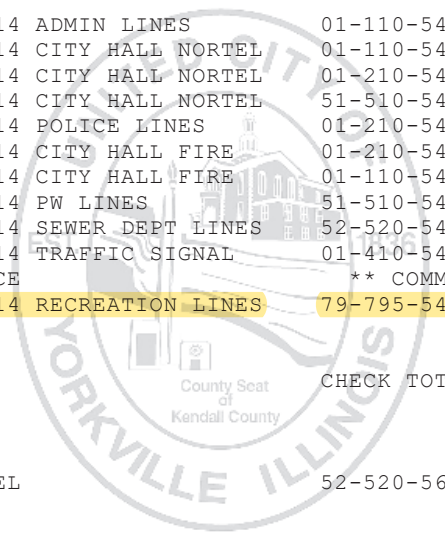 14 ADMIN LINES 01-110-54
14 CITY HALL NORTEL 01-110-54
14 CITY HALL NORTEL 01-210-54
14 CITY HALL NORTEL 51-510-54
14 POLICE LINES 01-210-54
14 CITY HALL FIRE 01-210-54
14 CITY HALL FIRE 01-110-54
14 PW LINES 51-510-54
14 SEWER DEPT LINES 52-520-54
14 TRAFFIC SIGNAL 01-410-54
CE ** COMM
14 RECREATION LINES 79-795-54
CHECK TOT
EL 52-520-56
UNITED CITY OF
EST 1836
County Seat
of
Kendall County
YORKVILLE ILLINOIS